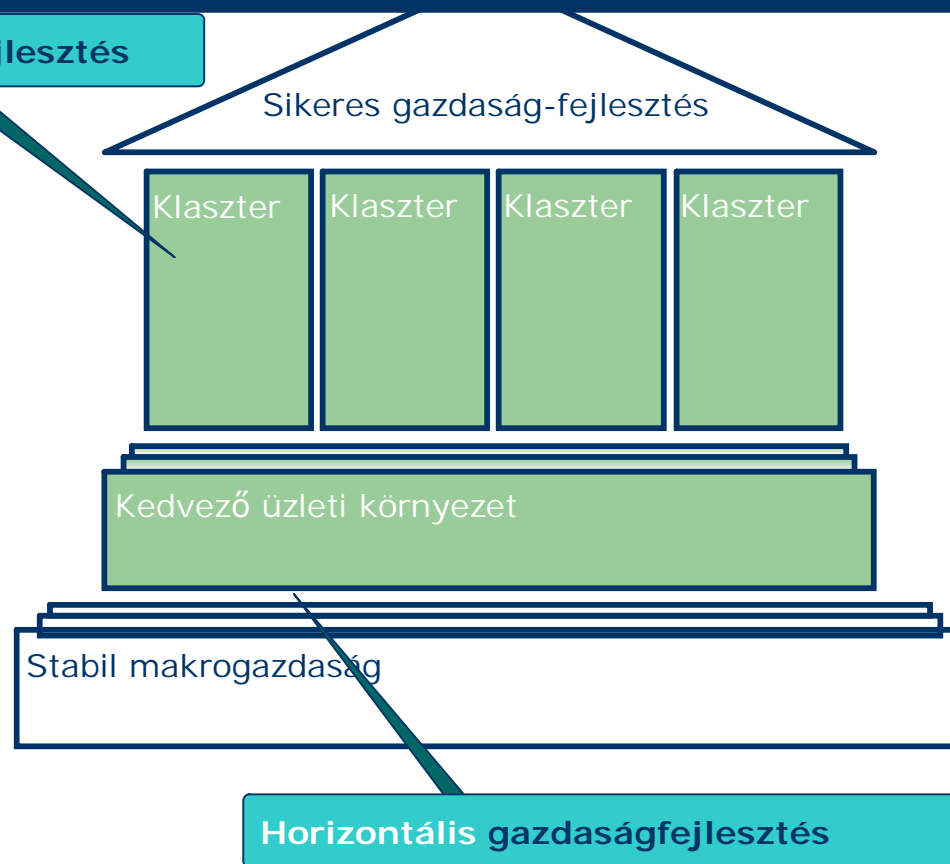 jlesztés
Sikeres gazdaság-fejlesztés
Klaszter Klaszter Klaszter Klaszter
Kedvező üzleti környezet
Stabil makrogazdaság
Horizontális gazdaságfejlesztés